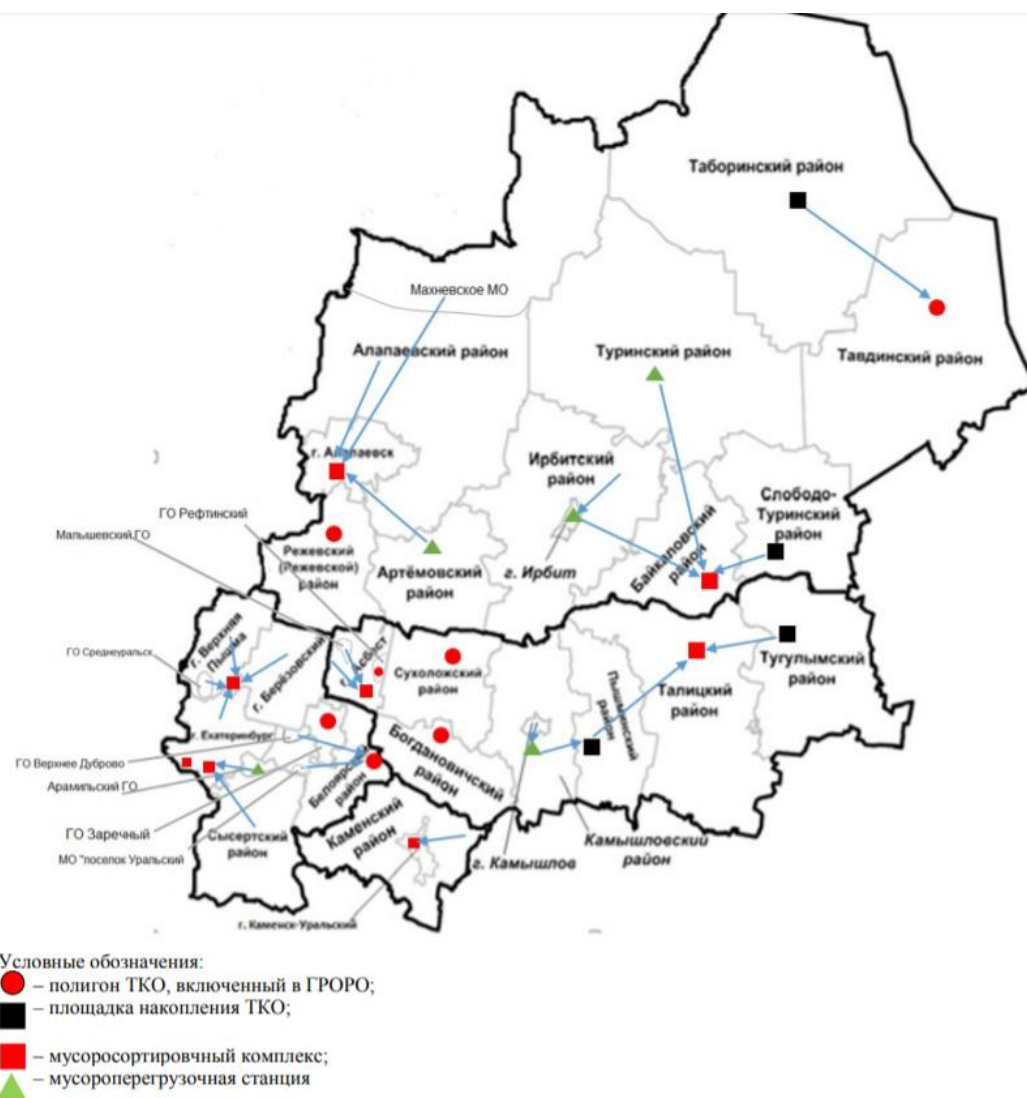 Таборинский район
Махневское МО
Алапаевский район
Туринский район
Тавдинский район
г. Алапаевск
Ирбитский
район
Слободо-
Туринский
район
ГО Рефтинский
Малышевский ГО
Режевский
(Режевской)
район
Артёмовский
район
г. Ирбит
Байкаловский
район
г. Верхняя
Пышма
ГО Среднеуральск
г. Берёзовский
г. Асбест
Сухоложский
район
Пышминский
район
Талицкий
район
Тугулымский
район
г. Екатеринбург
Богдановичский
район
ГО Верхнее Дуброво
Арамильский ГО
Белоярский
район
ГО Заречный
МО "поселок Уральский
Сысертский
район
Каменский
район
г. Камышлов
Камышловский
район
г. Каменск-Уральский
Условные обозначения:
– полигон ТКО, включенный в ГРОРО;
– площадка накопления ТКО;
– мусоросортировчный комплекс;
– мусороперегрузочная станция